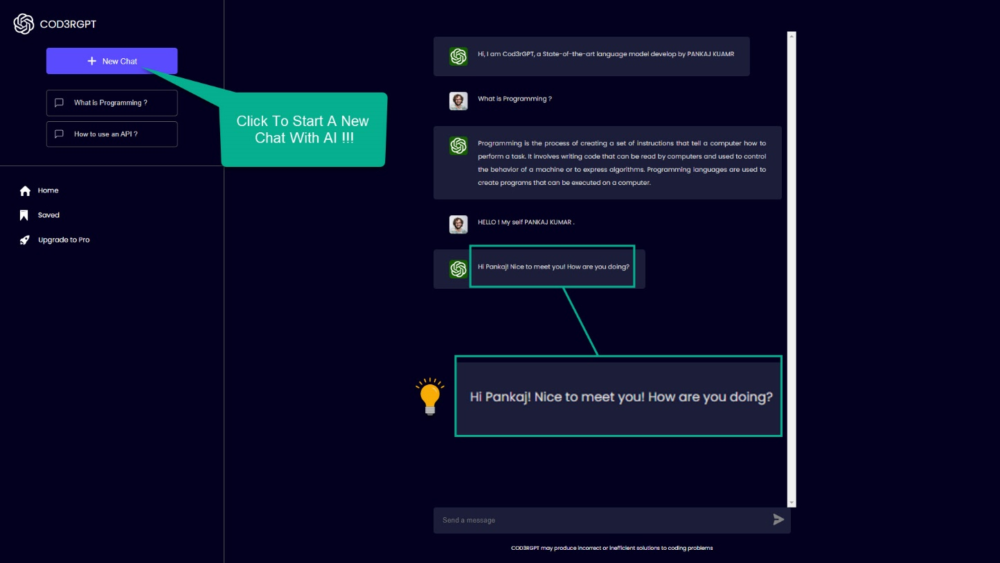 COD3RGPT
New Chat
What is Programming ?
How to use an API ?
Click To Start A New
Chat With AI !!!
Home
Saved
Upgrade to Pro
Hi, I am Cod3rGPT, a State-of-the-art language model develop by PANKAJ KUAMR
What is Programming ?
Programming is the process of creating a set of instructions that tell a computer how to
perform a task. It involves writing code that can be read by computers and used to control
the behavior of a machine or to express algorithms. Programming languages are used to
create programs that can be executed on a computer.
HELLO ! My self PANKAJ KUMAR .
Hi Pankaj! Nice to meet you! How are you doing?
Hi Pankaj! Nice to meet you! How are you doing?
Send a message
COD3RGPT may produce incorrect or inefficient solutions to coding problems